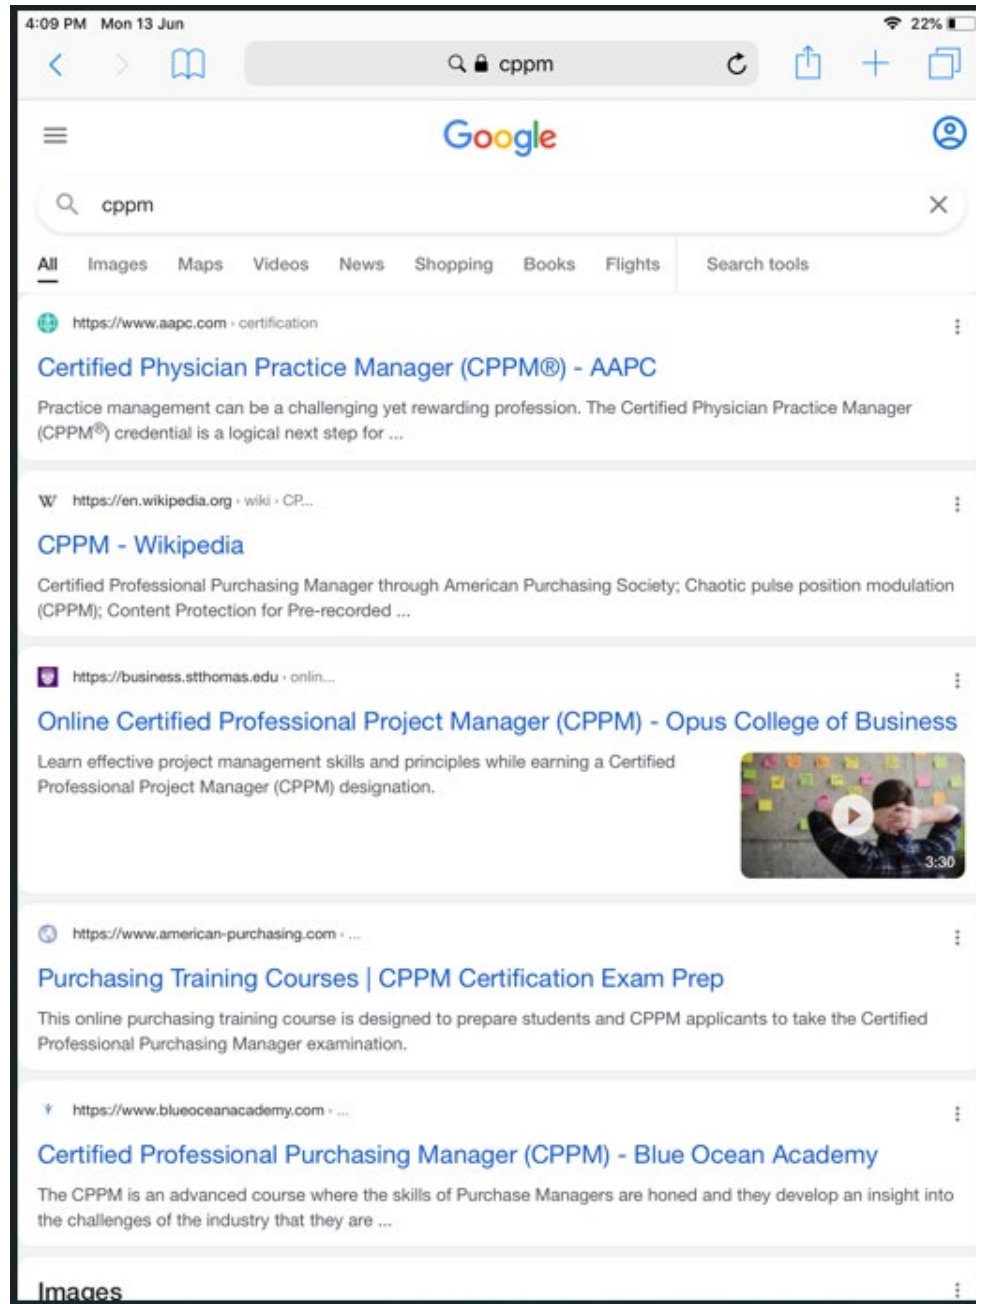 4:09 PM Mon 13 Jun 22%
cppm
Google
cppm
All Images Maps Videos News Shopping Books Flights Search tools
https://www.aapc.com › certification
Certified Physician Practice Manager (CPPM®) - AAPC
Practice management can be a challenging yet rewarding profession. The Certified Physician Practice Manager
(CPPM®) credential is a logical next step for ...
W https://en.wikipedia.org › wiki › CP...
CPPM - Wikipedia
Certified Professional Purchasing Manager through American Purchasing Society; Chaotic pulse position modulation
(CPPM); Content Protection for Pre-recorded ...
https://business.stthomas.edu › onlin...
Online Certified Professional Project Manager (CPPM) - Opus College of Business
Learn effective project management skills and principles while earning a Certified
Professional Project Manager (CPPM) designation.
3:30
https://www.american-purchasing.com › ...
Purchasing Training Courses | CPPM Certification Exam Prep
This online purchasing training course is designed to prepare students and CPPM applicants to take the Certified
Professional Purchasing Manager examination.
https://www.blueoceanacademy.com › ...
Certified Professional Purchasing Manager (CPPM) - Blue Ocean Academy
The CPPM is an advanced course where the skills of Purchase Managers are honed and they develop an insight into
the challenges of the industry that they are ...
Images